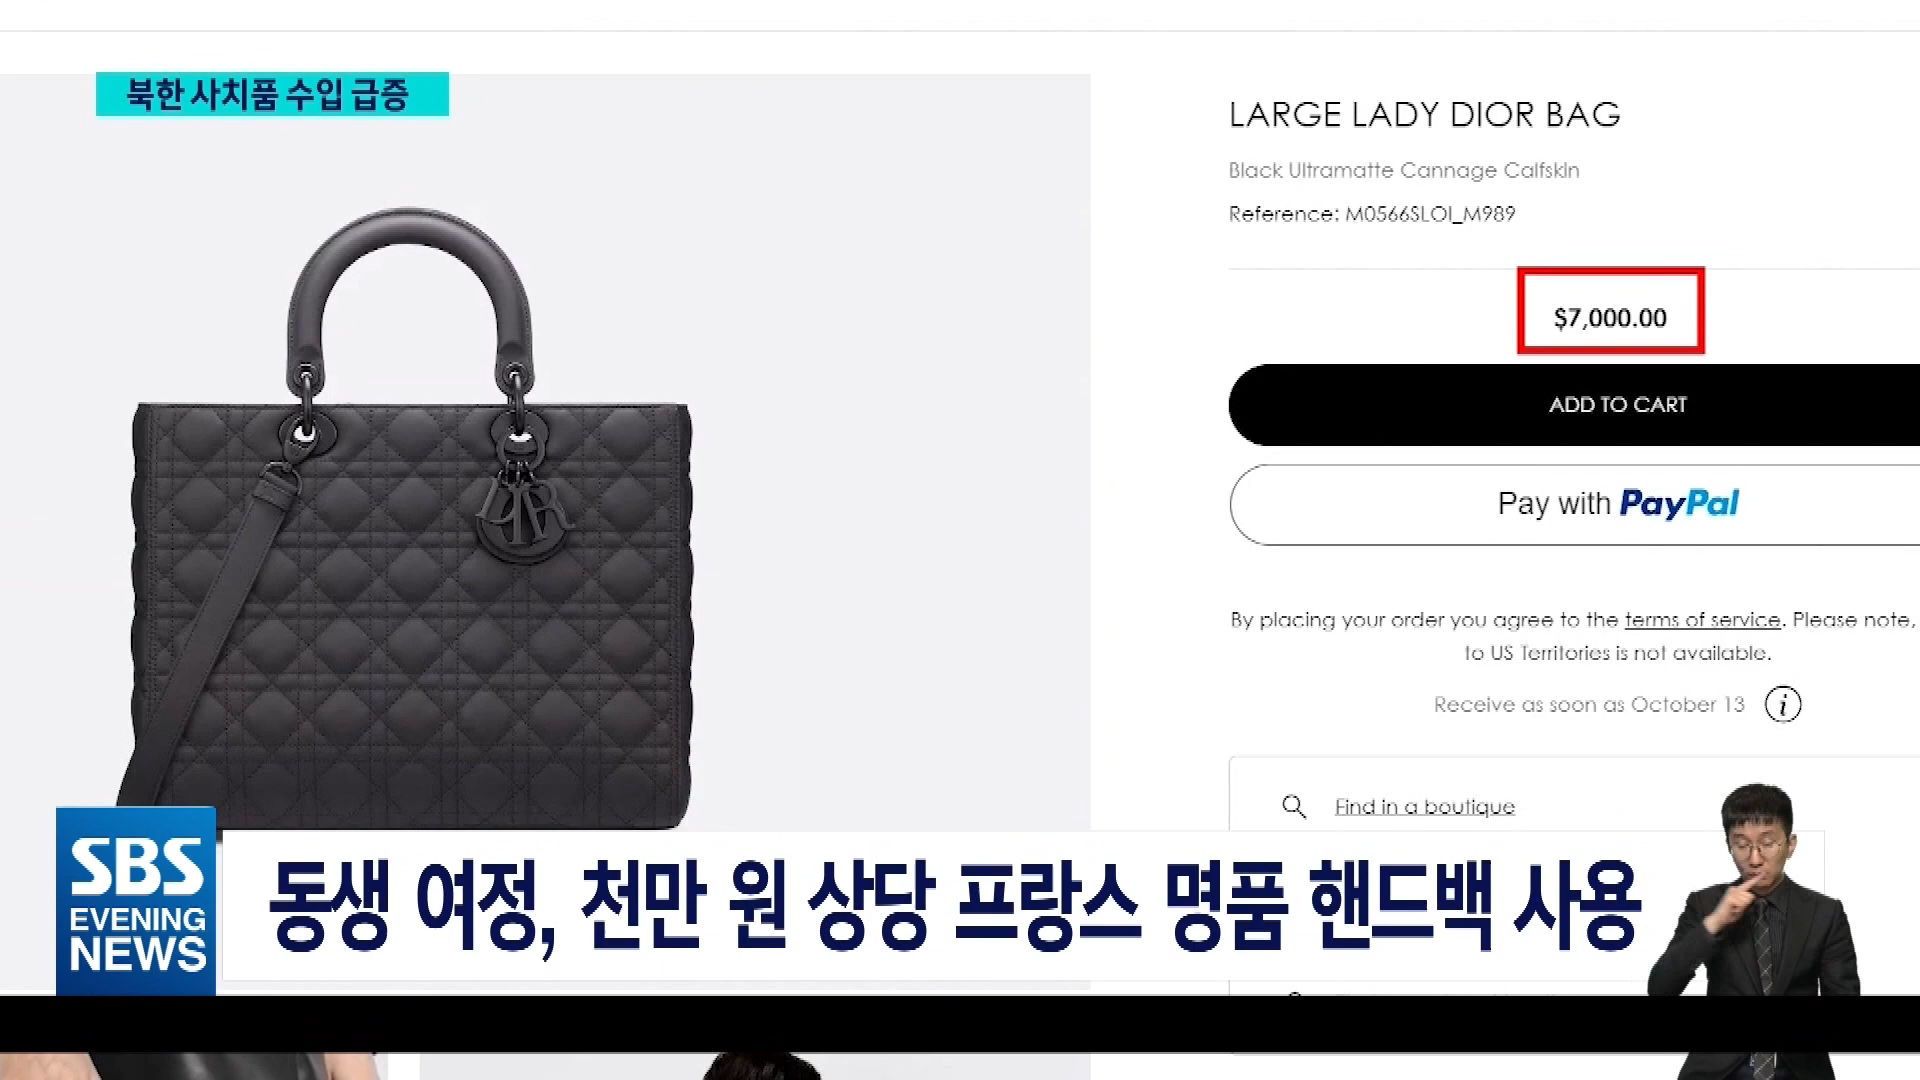 북한 사치품 수입 급증
LARGE LADY DIOR BAG
Black Ultramatte Cannage Calfskin
Reference: M0566SLOI_M989
$7,000.00
ADD TO CART
Pay with PayPal
By placing your order you agree to the terms of service. Please note,
to US Territories is not available.
Receive as soon as October 13
Find in a boutique
SBS
EVENING
NEWS
동생 여정, 천만 원 상당 프랑스 명품 핸드백 사용